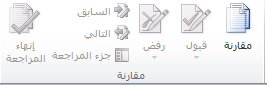 مقارنة
قبول
رفض
السابق
التالي
جزء المراجعة
إنهاء
المراجعة
مقارنة